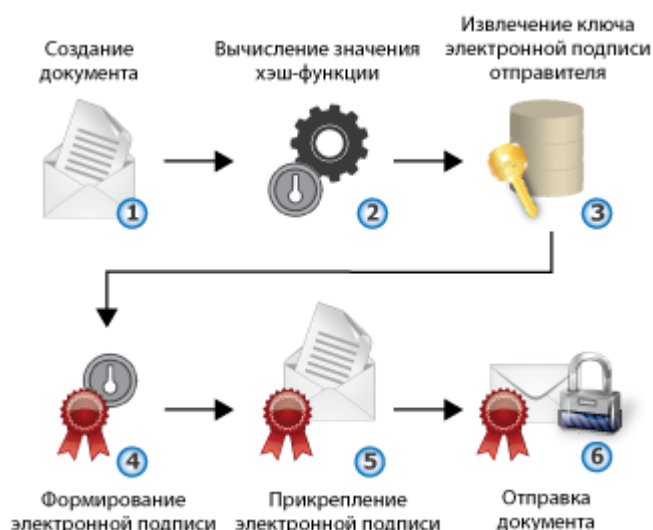 Создание
документа
1
Вычисление значения
хэш-функции
2
Извлечение ключа
электронной подписи
отправителя
3
4
Формирование
электронной подписи
5
Прикрепление
электронной подписи
6
Отправка
документа